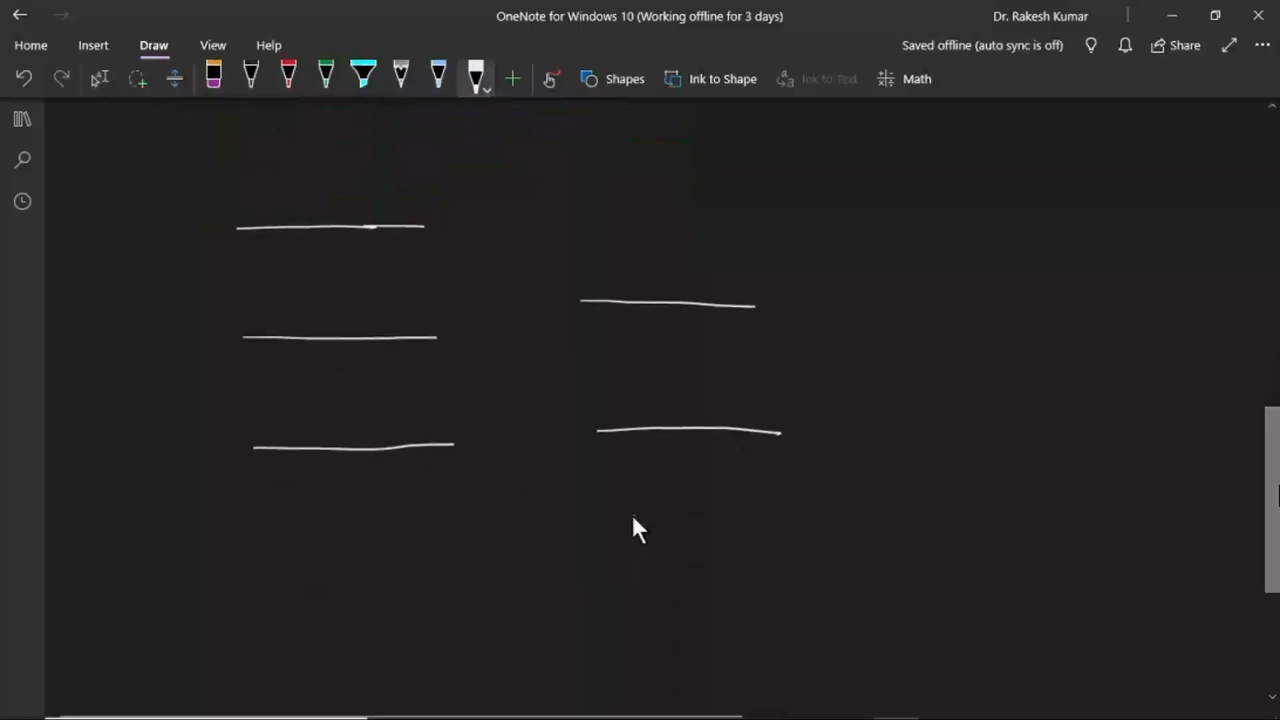 OneNote for Windows 10 (Working offline for 3 days)
Dr. Rakesh Kumar
Home Insert Draw View Help
Saved offline (auto sync is off)
Share
Shapes
Ink to Shape
Ink to Text
Math